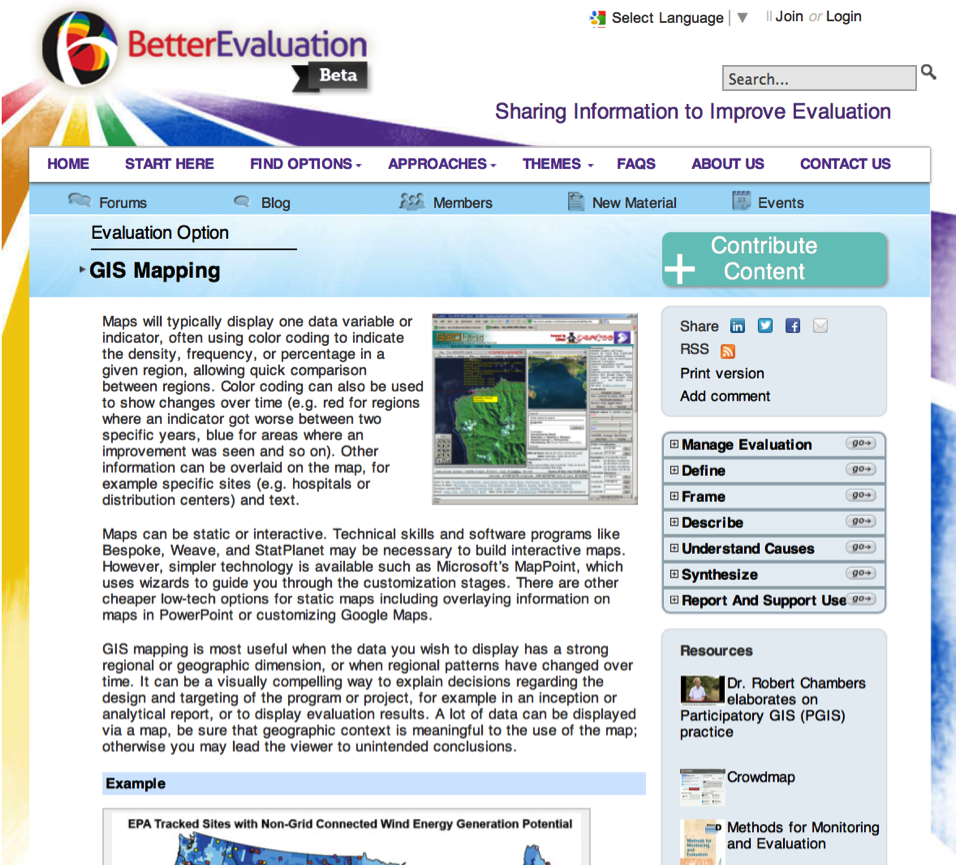 Select Language
Join or Login
BetterEvaluation
Beta
Search...
Sharing Information to Improve Evaluation
HOME START HERE FIND OPTIONS APPROACHES THEMES FAQS ABOUT US CONTACT US
Forums Blog Members New Material Events
Evaluation Option
GIS Mapping
Contribute
Content
Maps will typically display one data variable or
indicator, often using color coding to indicate
the density, frequency, or percentage in a
given region, allowing quick comparison
between regions. Color coding can also be used
to show changes over time (e.g. red for regions
where an indicator got worse between two
specific years, blue for areas where an
improvement was seen and so on). Other
information can be overlaid on the map, for
example specific sites (e.g. hospitals or
distribution centers) and text.
Maps can be static or interactive. Technical skills and software programs like
Bespoke, Weave, and StatPlanet may be necessary to build interactive maps.
However, simpler technology is available such as Microsoft's MapPoint, which
uses wizards to guide you through the customization stages. There are other
cheaper low-tech options for static maps including overlaying information on
maps in PowerPoint or customizing Google Maps.
GIS mapping is most useful when the data you wish to display has a strong
regional or geographic dimension, or when regional patterns have changed over
time. It can be a visually compelling way to explain decisions regarding the
design and targeting of the program or project, for example in an inception or
analytical report, or to display evaluation results. A lot of data can be displayed
via a map, be sure that geographic context is meaningful to the use of the map;
otherwise you may lead the viewer to unintended conclusions.
Example
EPA Tracked Sites with Non-Grid Connected Wind Energy Generation Potential
Share
RSS
Print version
Add comment
Manage Evaluation go
Define go
Frame go
Describe go
Understand Causes go
Synthesize go
Report And Support Use go
Resources
Dr. Robert Chambers
elaborates on
Participatory GIS (PGIS)
practice
Crowdmap
Methods for Monitoring
and Evaluation